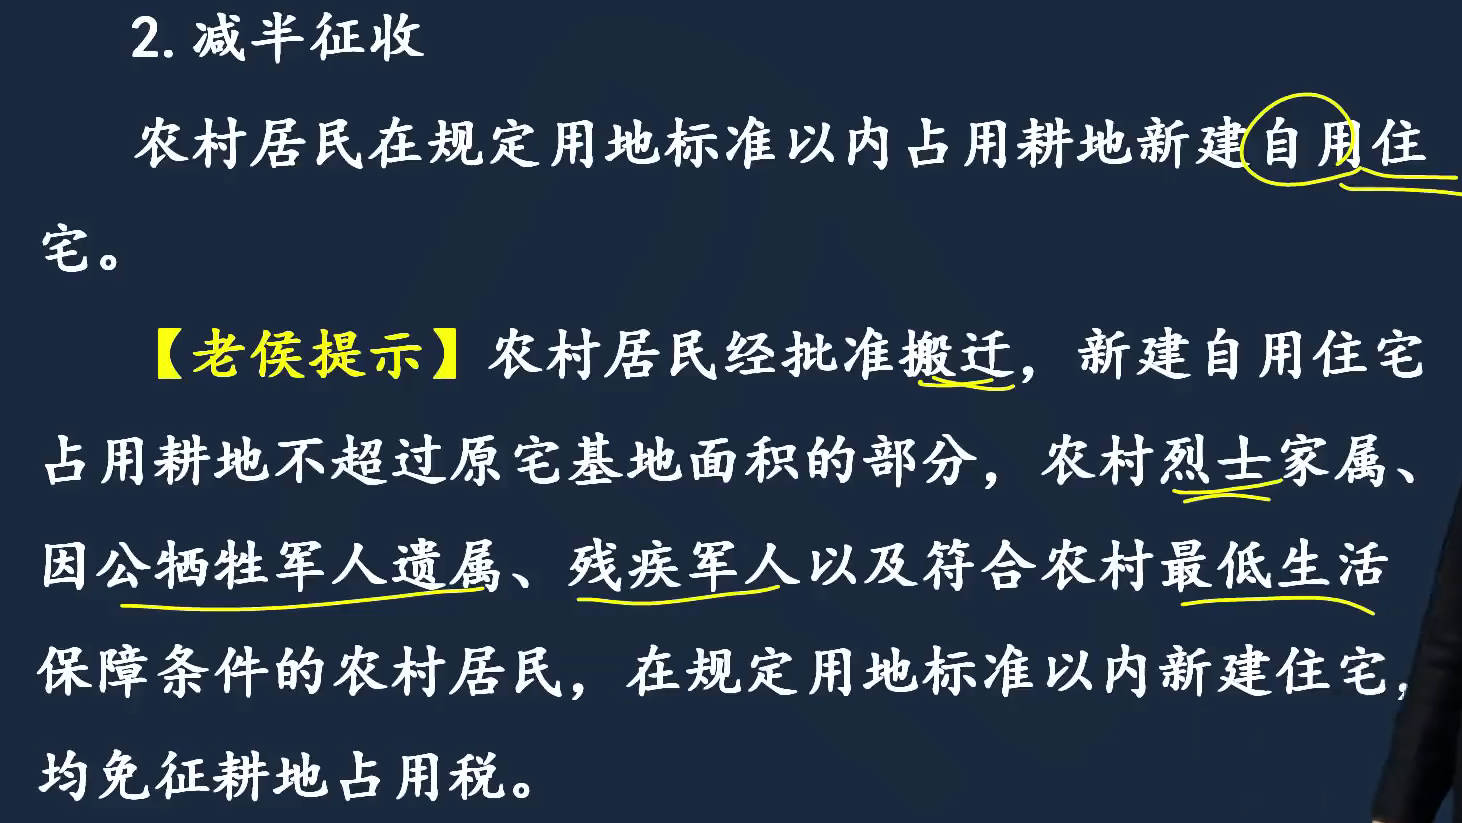 2. 减半征收
农村居民在规定用地标准以内占用耕地新建自用住
宅。
【老侯提示】农村居民经批准搬迁，新建自用住宅
占用耕地不超过原宅基地面积的部分，农村烈士家属、
因公牺牲军人遗属、残疾军人以及符合农村最低生活
保障条件的农村居民，在规定用地标准以内新建住宅，
均免征耕地占用税。